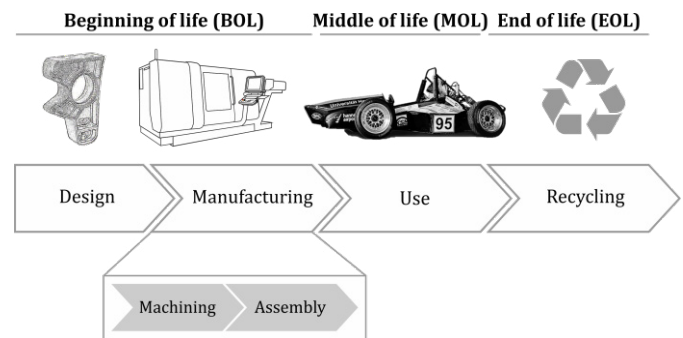 Beginning of life (BOL) Middle of life (MOL) End of life (EOL)
95
Design Manufacturing Use Recycling
Machining Assembly